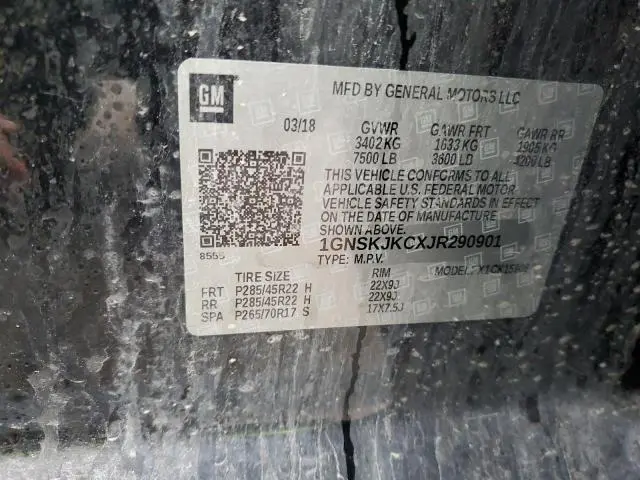 GM
MFD BY GENERAL MOTORS LLC
03/18 GVWR GAWR FRT GAWR RR
3402 KG 1633 KG 1905 KG
7500 LB 3600 LB 4200 LB
THIS VEHICLE CONFORMS TO ALL
APPLICABLE U.S. FEDERAL MOTOR
VEHICLE SAFETY STANDARDS IN EFFECT
ON THE DATE OF MANUFACTURE
SHOWN ABOVE.
1GNSKJKCXJR290901
8555 TYPE: M.P.V.
TIRE SIZE RIM MODEL:
FRT P285/45R22 H 22X9J
RR P285/45R22 H 22X9J
SPA P265/70R17 S 17X7.5J